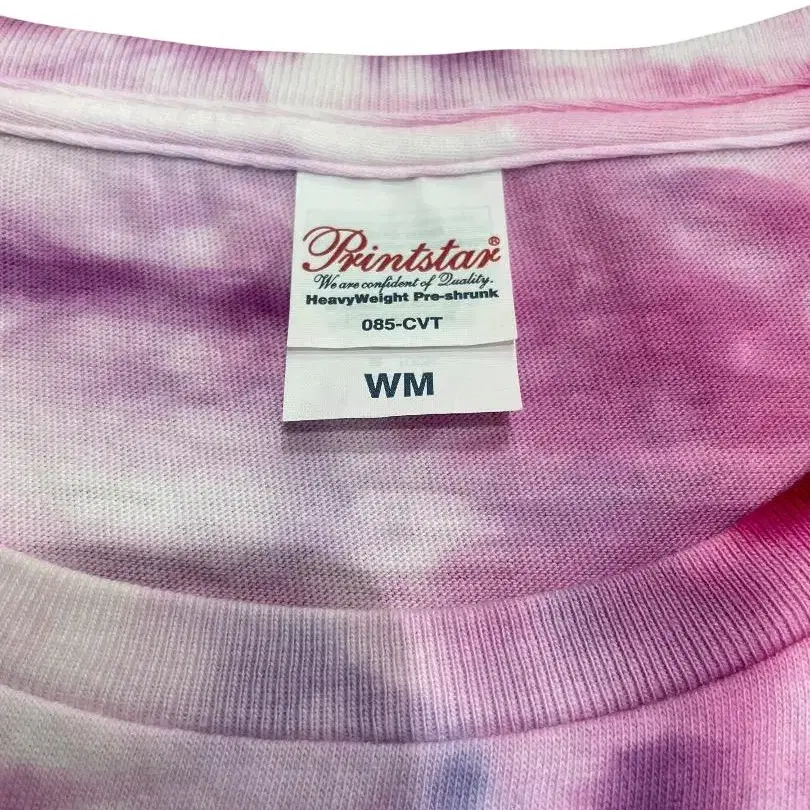 Printstar®
We are confident of Quality.
HeavyWeight Pre-shrunk
085-CVT
WM